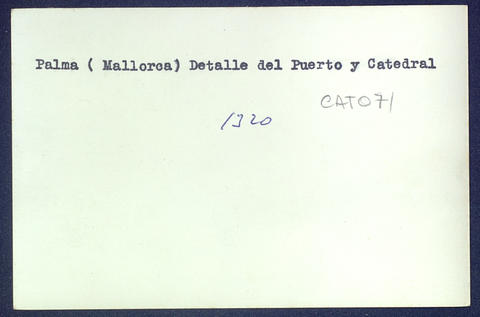 Palma ( Mallorca) Detalle del Puerto y Catedral
CAT071
1320